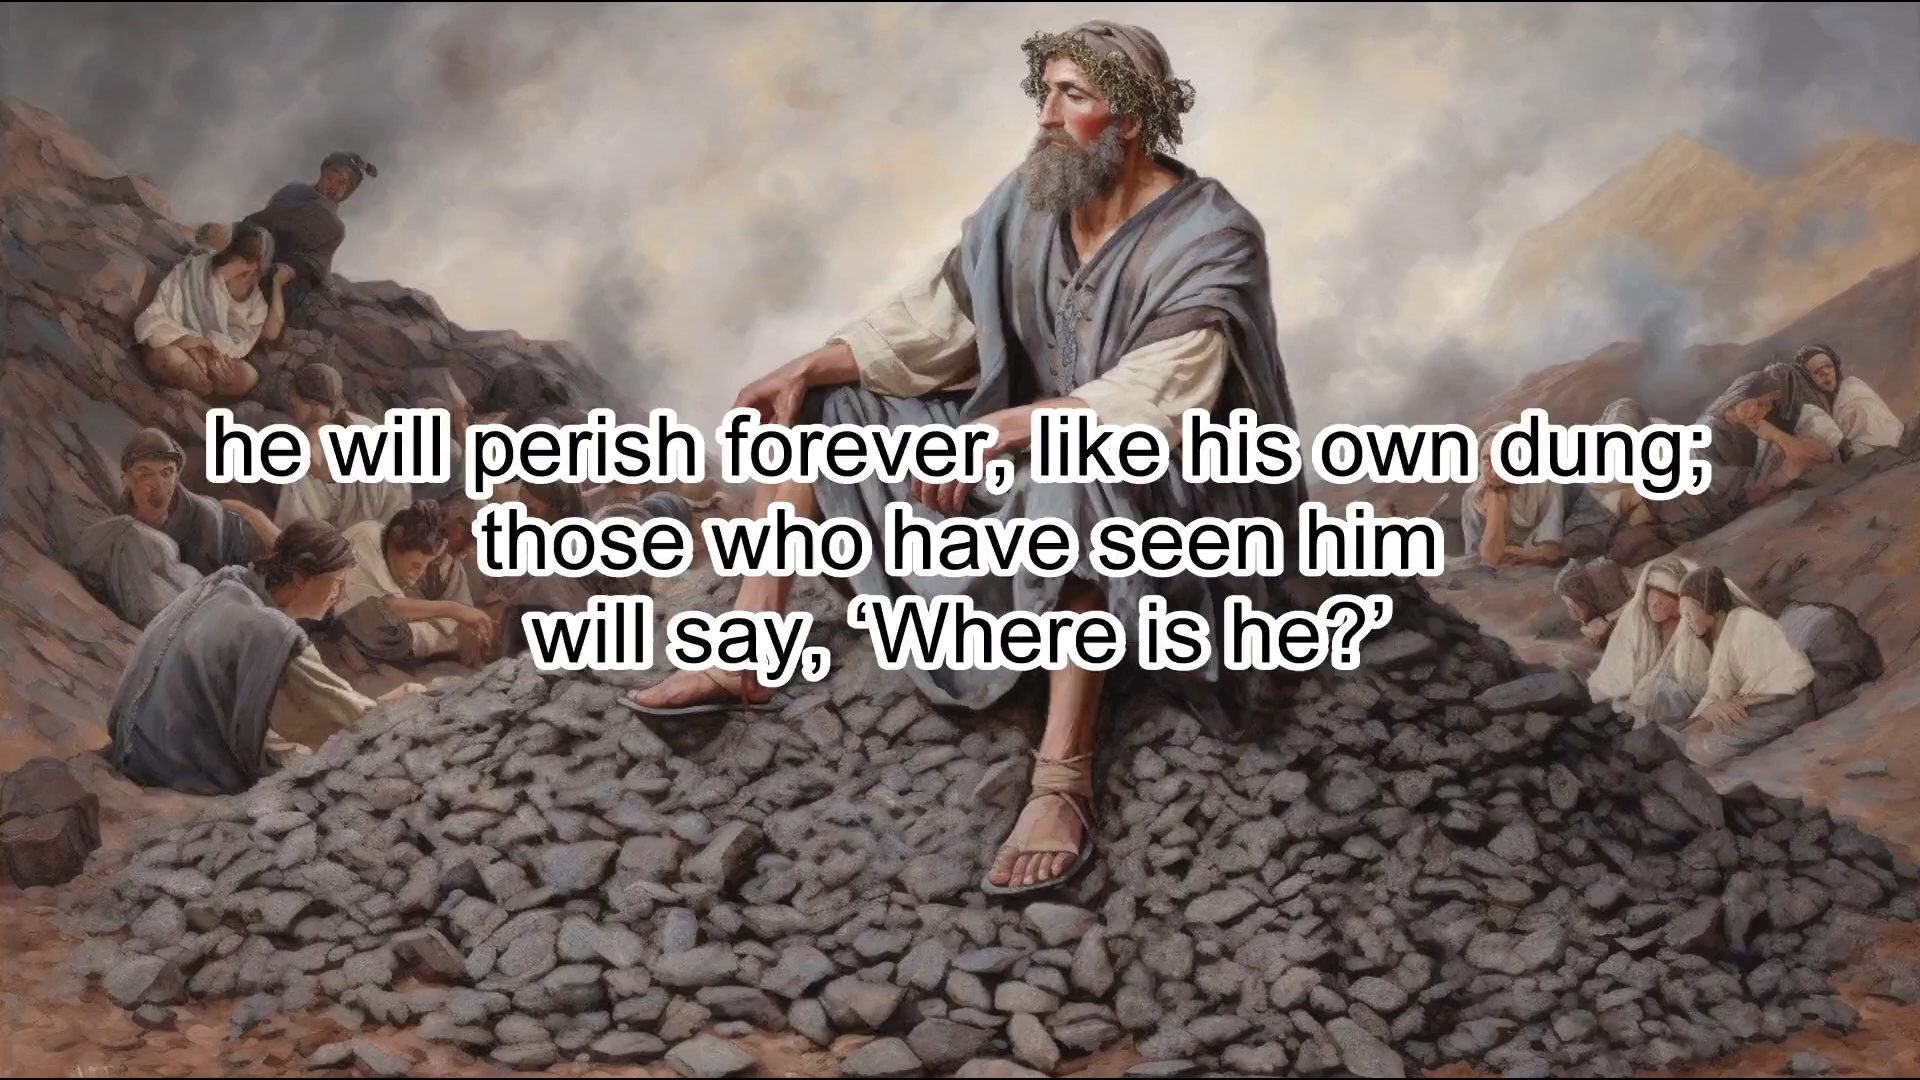 he will perish forever, like his own dung;
those who have seen him
will say, ‘Where is he?’